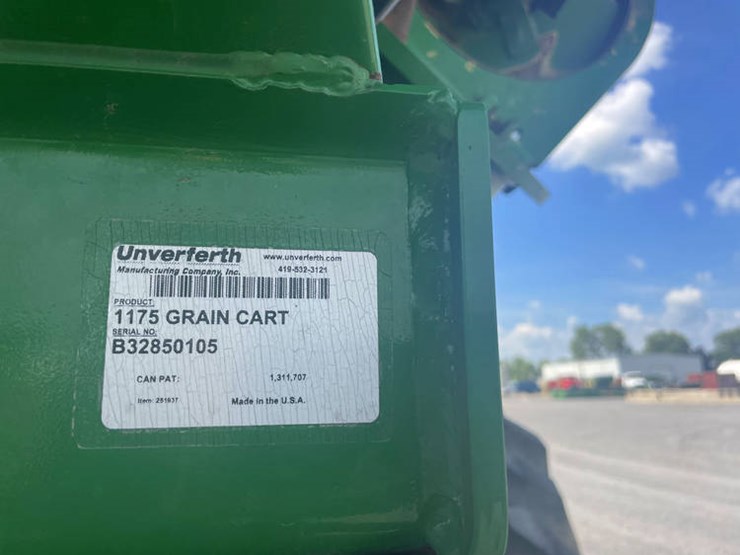 Unverferth www.unverferth.com
Manufacturing Company, Inc. 419-532-3121
PRODUCT:
1175 GRAIN CART
SERIAL NO:
B32850105
CAN PAT: 1,311,707
Item: 281937 Made in the U.S.A.